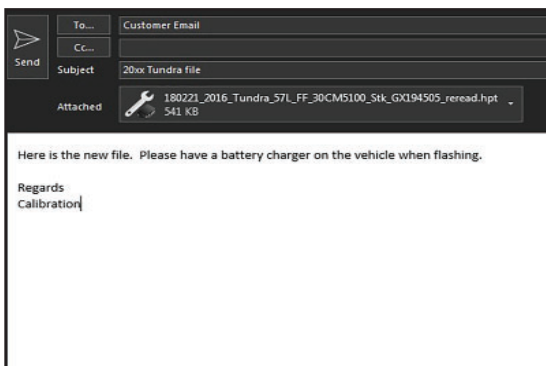 To...
Customer Email
Cc...
Send
Subject
20xx Tundra file
Attached
180221_2016_Tundra_57L_FF_30CM5100_Stk_GX194505_reread.hpt
541 KB
Here is the new file. Please have a battery charger on the vehicle when flashing.
Regards
Calibration